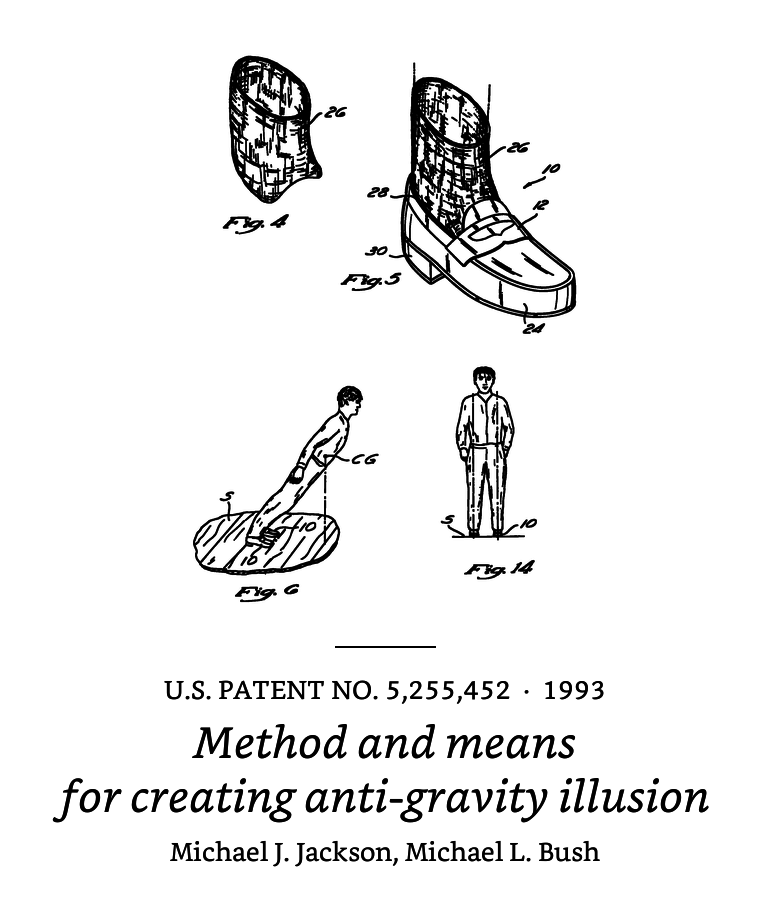 26
26
10
28
12
Fig. 4
30
Fig. 5
24
CG
S
10
S
10
10
Fig. 14
Fig. 6
U.S. PATENT NO. 5,255,452 · 1993
Method and means
for creating anti-gravity illusion
Michael J. Jackson, Michael L. Bush